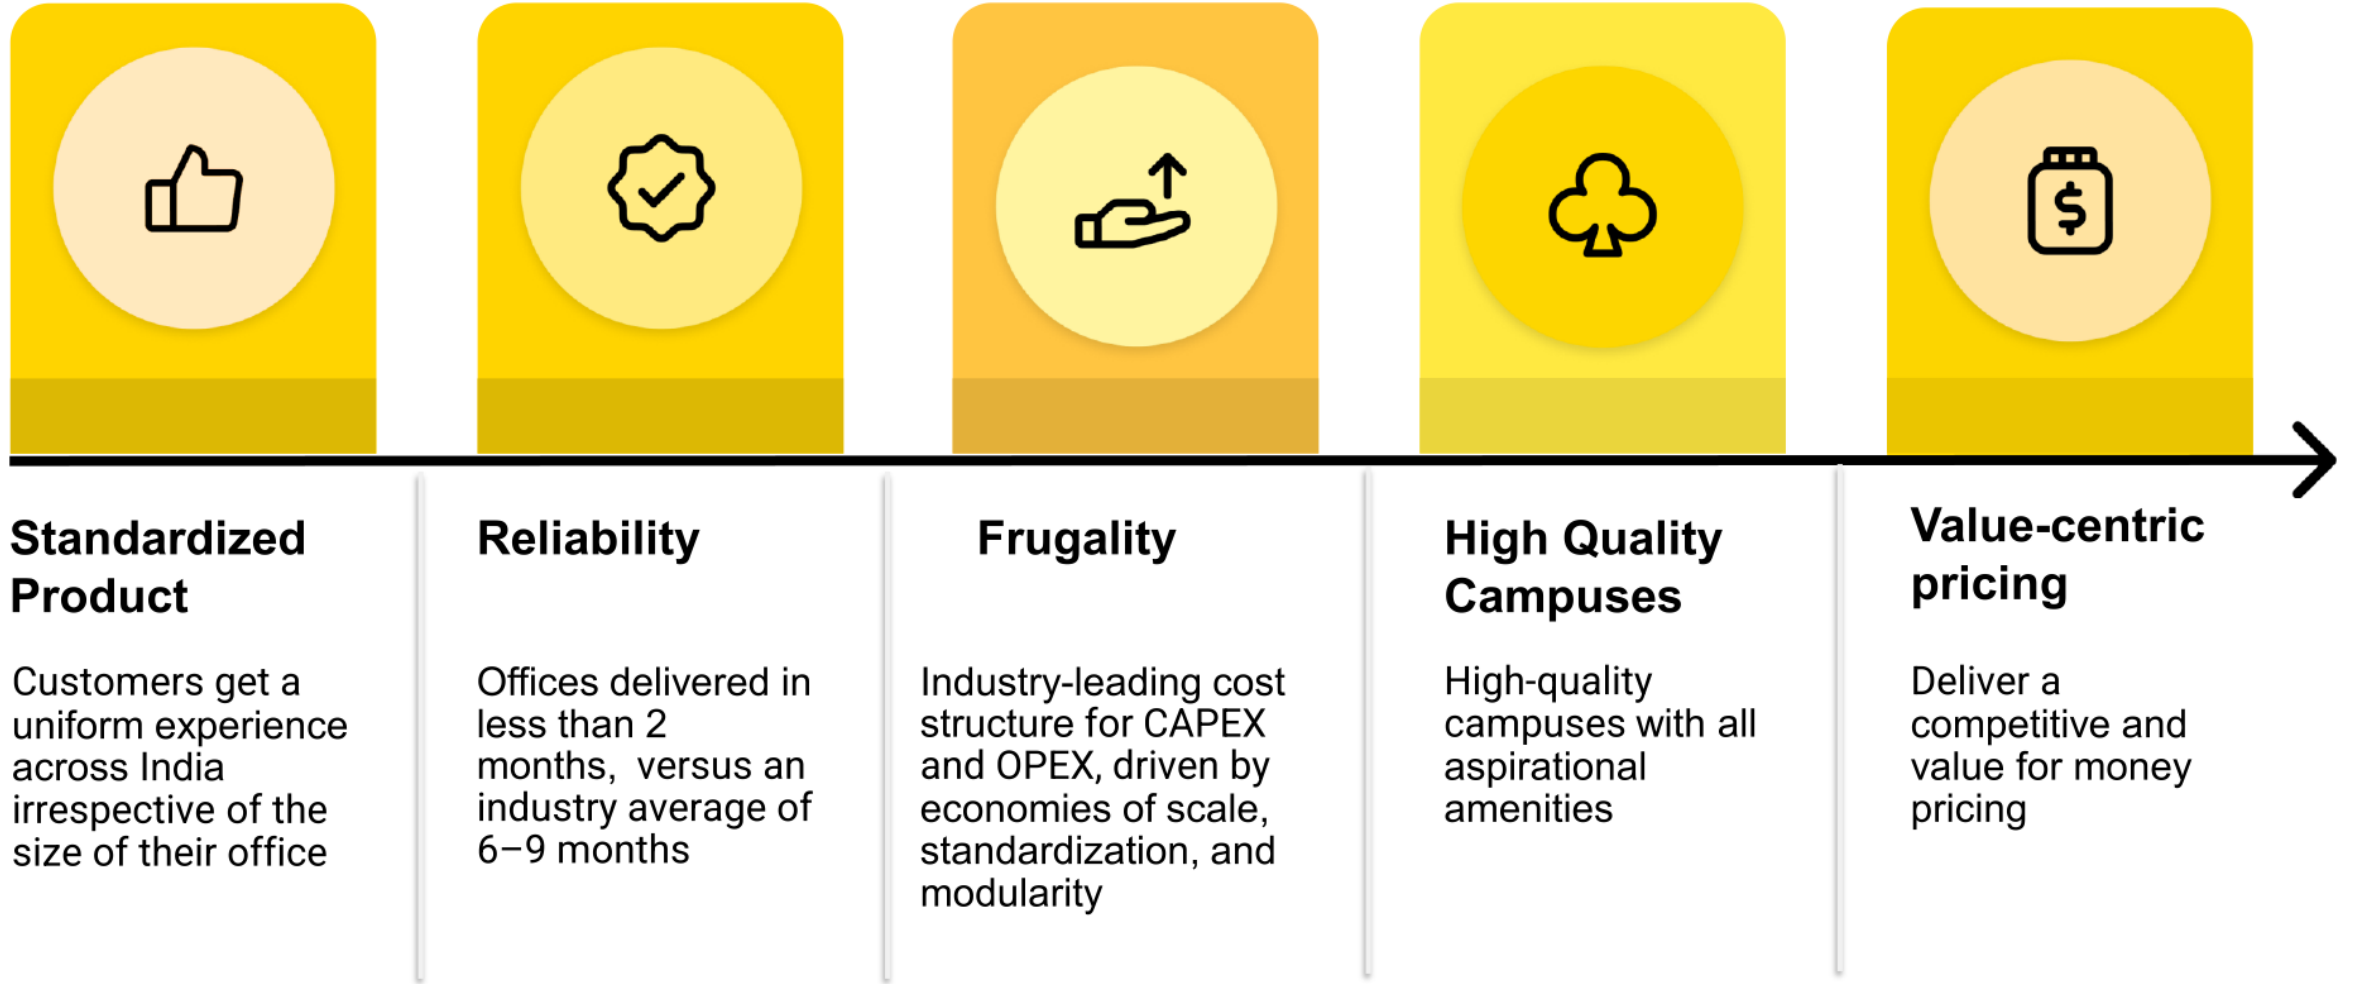 Standardized
Product
Customers get a
uniform experience
across India
irrespective of the
size of their office
Reliability
Offices delivered in
less than 2
months,  versus an
industry average of
6–9 months
Frugality
Industry-leading cost
structure for CAPEX
and OPEX, driven by
economies of scale,
standardization, and
modularity
High Quality
Campuses
High-quality
campuses with all
aspirational
amenities
$
Value-centric
pricing
Deliver a
competitive and
value for money
pricing